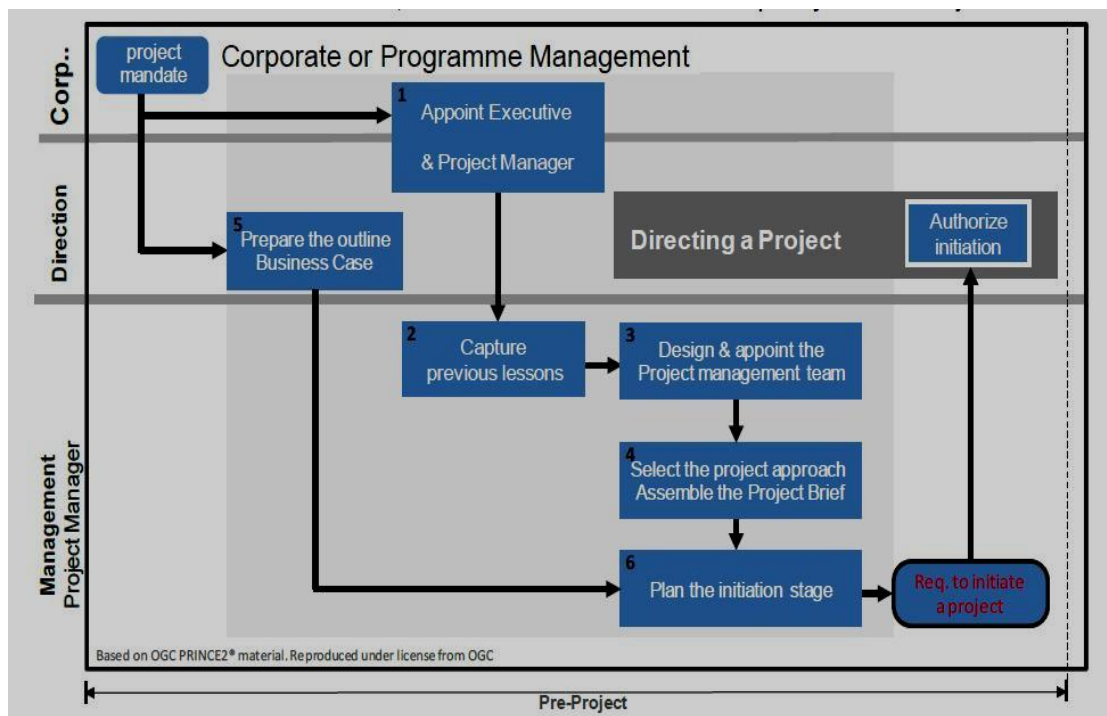 Corp..
project
mandate
Corporate or Programme Management
1
Appoint Executive
& Project Manager
Direction
5
Prepare the outline
Business Case
Directing a Project
Authorize
initiation
Management
Project Manager
2
Capture
previous lessons
3
Design & appoint the
Project management team
4
Select the project approach
Assemble the Project Brief
6
Plan the initiation stage
Req. to initiate
a project
Based on OGC PRINCE2® material. Reproduced under license from OGC
Pre-Project